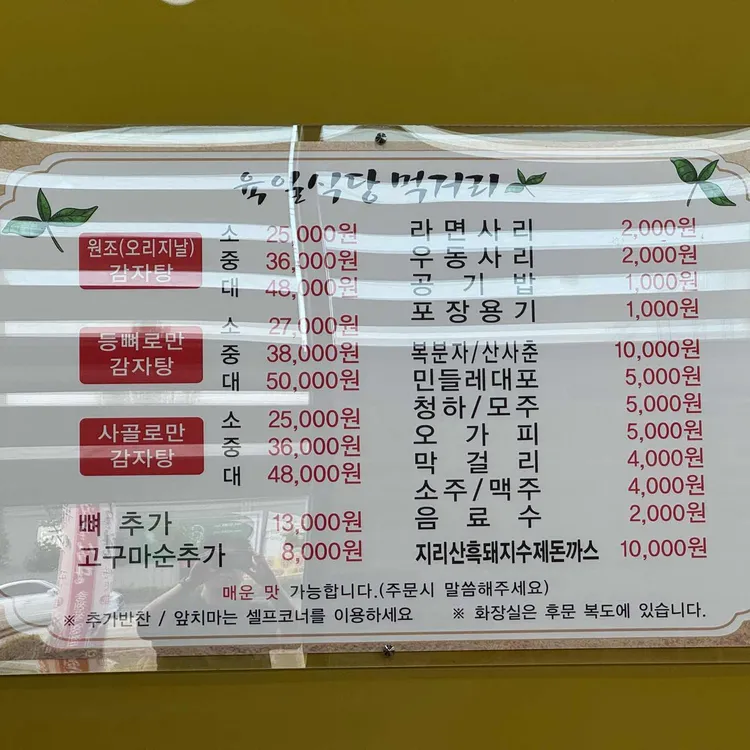 육일식당 먹거리
원조(오리지날)
감자탕
소 25,000원
중 36,000원
대 48,000원
등뼈로만
감자탕
소 27,000원
중 38,000원
대 50,000원
사골로만
감자탕
소 25,000원
중 36,000원
대 48,000원
뼈 추가 13,000원
고구마순추가 8,000원
라면사리 2,000원
우동사리 2,000원
공기밥 1,000원
포장용기 1,000원
복분자/산사춘 10,000원
민들레대포 5,000원
청하/모주 5,000원
오가피 5,000원
막걸리 4,000원
소주/맥주 4,000원
음료수 2,000원
지리산흑돼지수제돈까스 10,000원
매운 맛 가능합니다.(주문시 말씀해주세요)
※ 추가반찬 / 앞치마는 셀프코너를 이용하세요 ※ 화장실은 후문 복도에 있습니다.